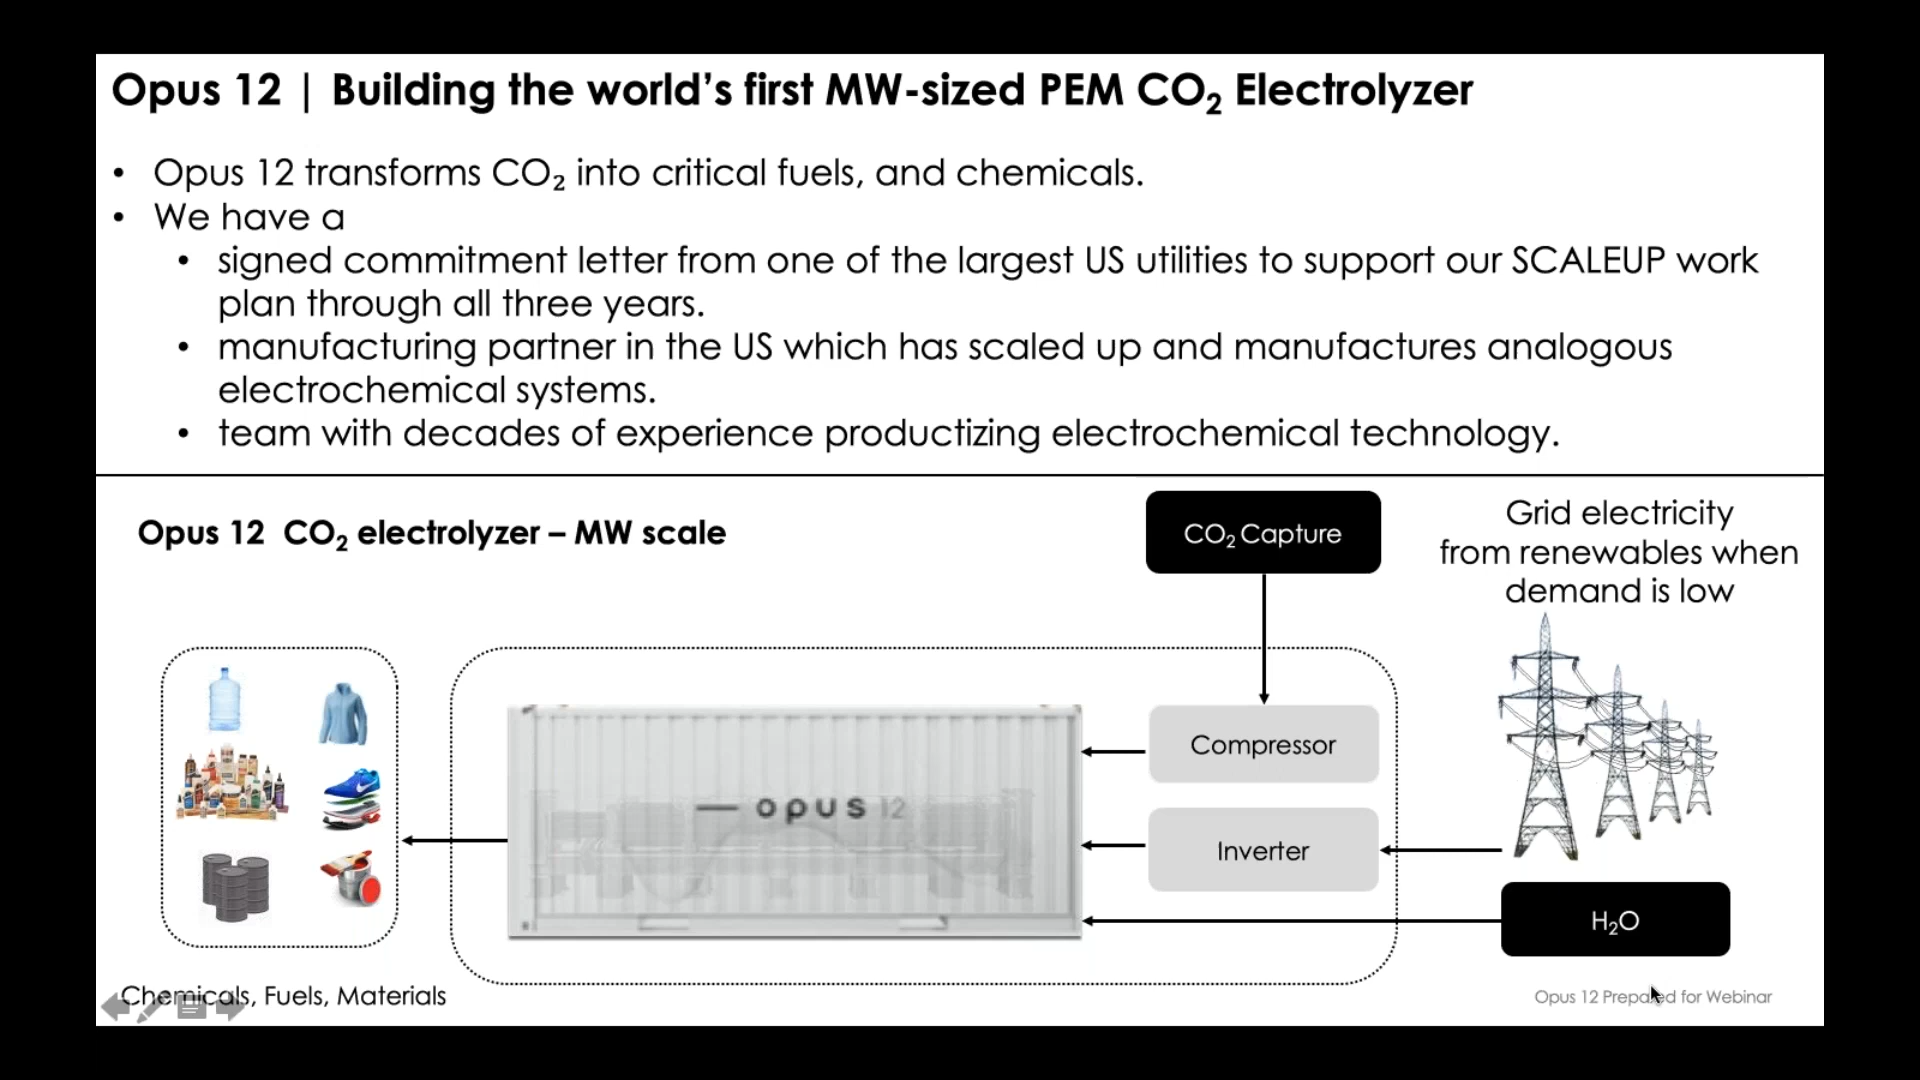 Opus 12 | Building the world’s first MW-sized PEM CO₂ Electrolyzer
• Opus 12 transforms CO₂ into critical fuels, and chemicals.
• We have a
• signed commitment letter from one of the largest US utilities to support our SCALEUP work
plan through all three years.
• manufacturing partner in the US which has scaled up and manufactures analogous
electrochemical systems.
• team with decades of experience productizing electrochemical technology.
Opus 12 CO₂ electrolyzer – MW scale
CO₂ Capture
Grid electricity
from renewables when
demand is low
Compressor
— opus 12
Inverter
H₂O
Chemicals, Fuels, Materials
Opus 12 Prepared for Webinar